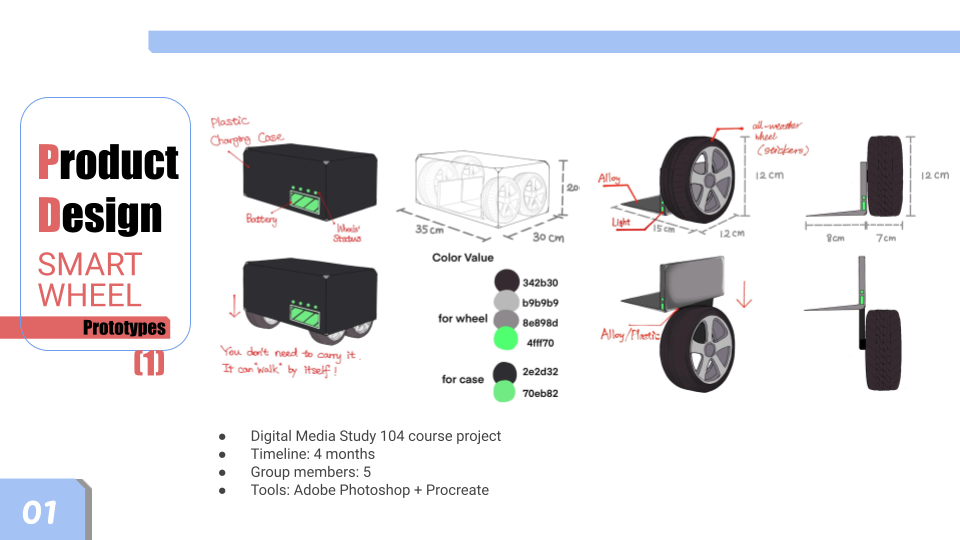 Product
Design
SMART
WHEEL
Prototypes
(1)
Plastic
Charging Case
Battery
Wheels'
Status
35cm
30 cm
20
You don't need to carry it.
It can "walk" by itself!
Color Value
for wheel
342b30
b9b9b9
8e898d
4fff70
for case
2e2d32
70eb82
all-weather
wheel
(stickers)
Alloy
Light
15 cm
12 cm
12 cm
12 cm
8cm
7cm
Alloy/Plastic
● Digital Media Study 104 course project
● Timeline: 4 months
● Group members: 5
● Tools: Adobe Photoshop + Procreate
01